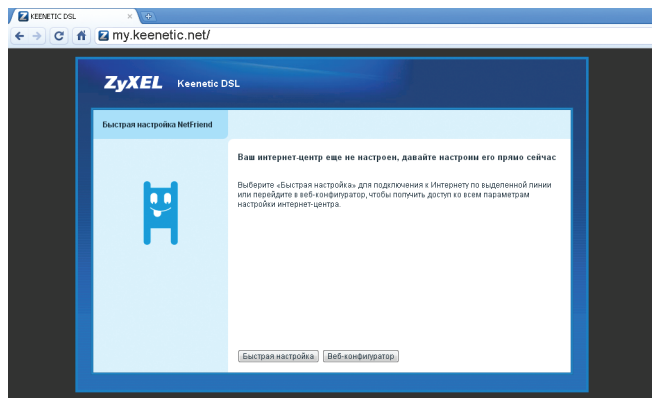 KEENETIC DSL
my.keenetic.net/
ZyXEL Keenetic DSL
Быстрая настройка NetFriend
Ваш интернет-центр еще не настроен, давайте настроим его прямо сейчас
Выберите «Быстрая настройка» для подключения к Интернету по выделенной линии
или перейдите в веб-конфигуратор, чтобы получить доступ ко всем параметрам
настройки интернет-центра.
Быстрая настройка Веб-конфигуратор